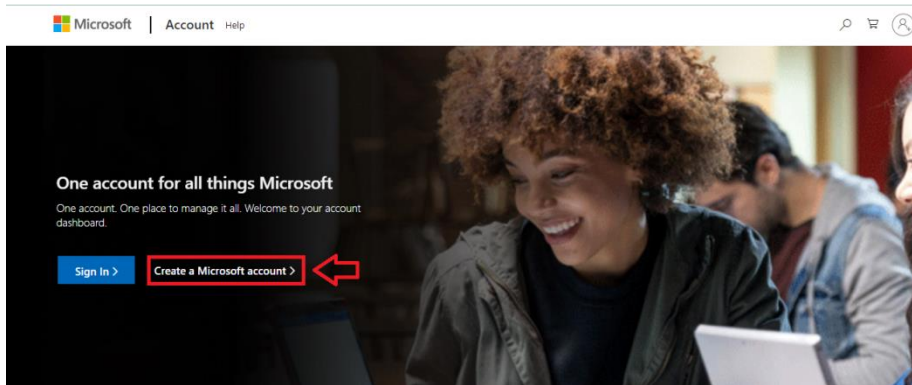 Microsoft Account Help
One account for all things Microsoft
One account. One place to manage it all. Welcome to your account
dashboard.
Sign In >
Create a Microsoft account >